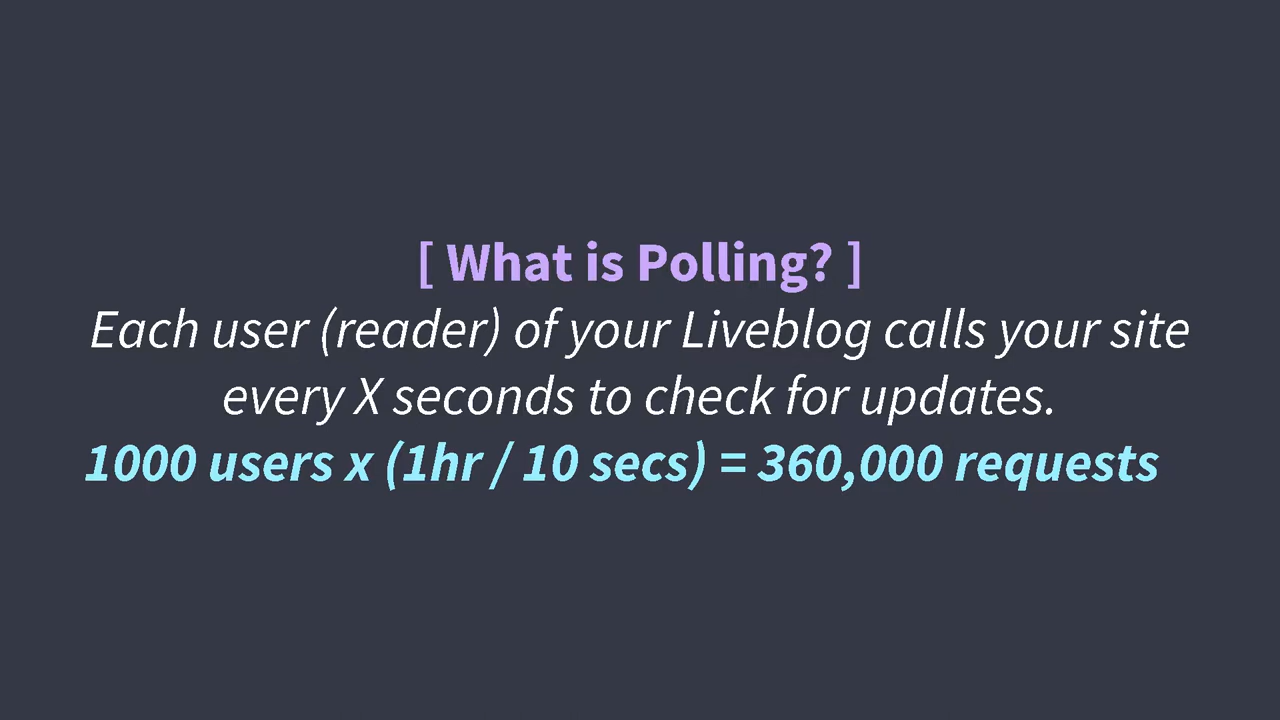 [ What is Polling? ]
Each user (reader) of your Liveblog calls your site
every X seconds to check for updates.
1000 users x (1hr / 10 secs) = 360,000 requests